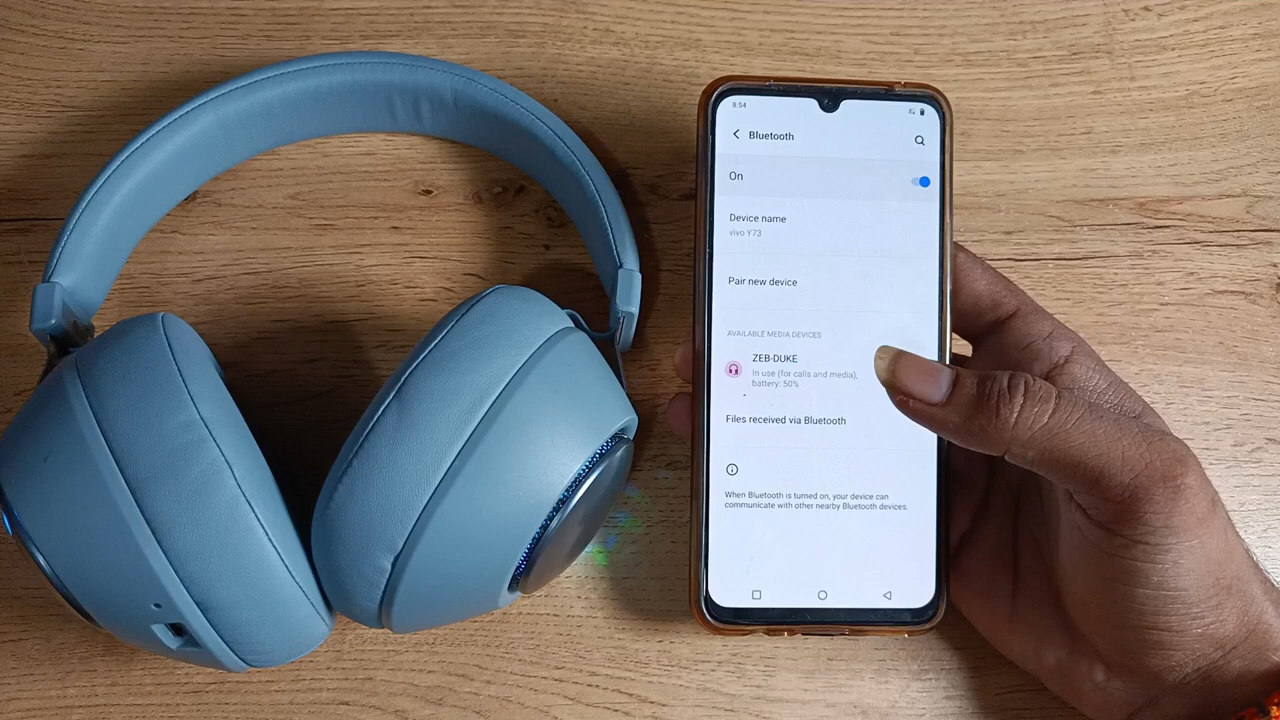 8:54
Bluetooth
On
Device name
vivo Y73
Pair new device
AVAILABLE MEDIA DEVICES
ZEB-DUKE
In use (for calls and media),
battery: 50%
Files received via Bluetooth
When Bluetooth is turned on, your device can
communicate with other nearby Bluetooth devices.